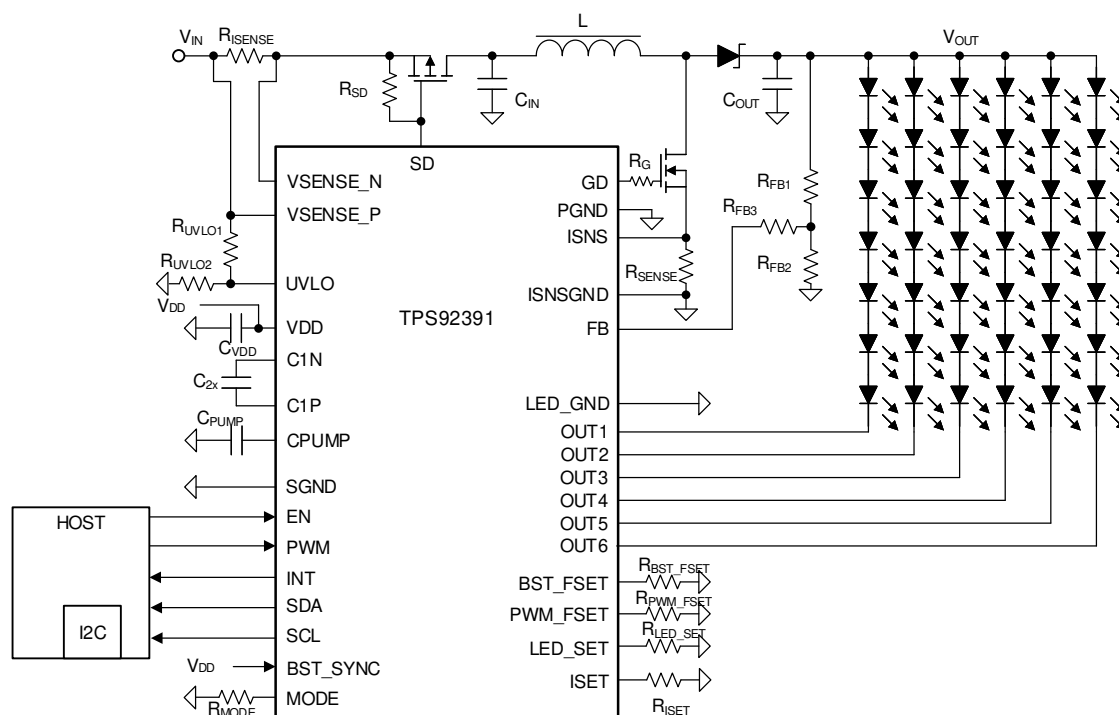 VIN
RISENSE
L
VOUT
RSD
CIN
COUT
SD
VSENSE_N
GD
RG
RFB1
VSENSE_P
PGND
RFB3
RUVLO1
ISNS
RFB2
RUVLO2
RSENSE
UVLO
ISNSGND
VDD
TPS92391
VDD
FB
CVDD
C1N
C2x
C1P
LED_GND
CPUMP
OUT1
CPUMP
OUT2
OUT3
SGND
OUT4
HOST
EN
OUT5
PWM
OUT6
INT
BST_FSET
RBST_FSET
SDA
PWM_FSET
RPWM_FSET
I2C
SCL
LED_SET
RLED_SET
VDD
BST_SYNC
ISET
MODE
RMODE
RISET